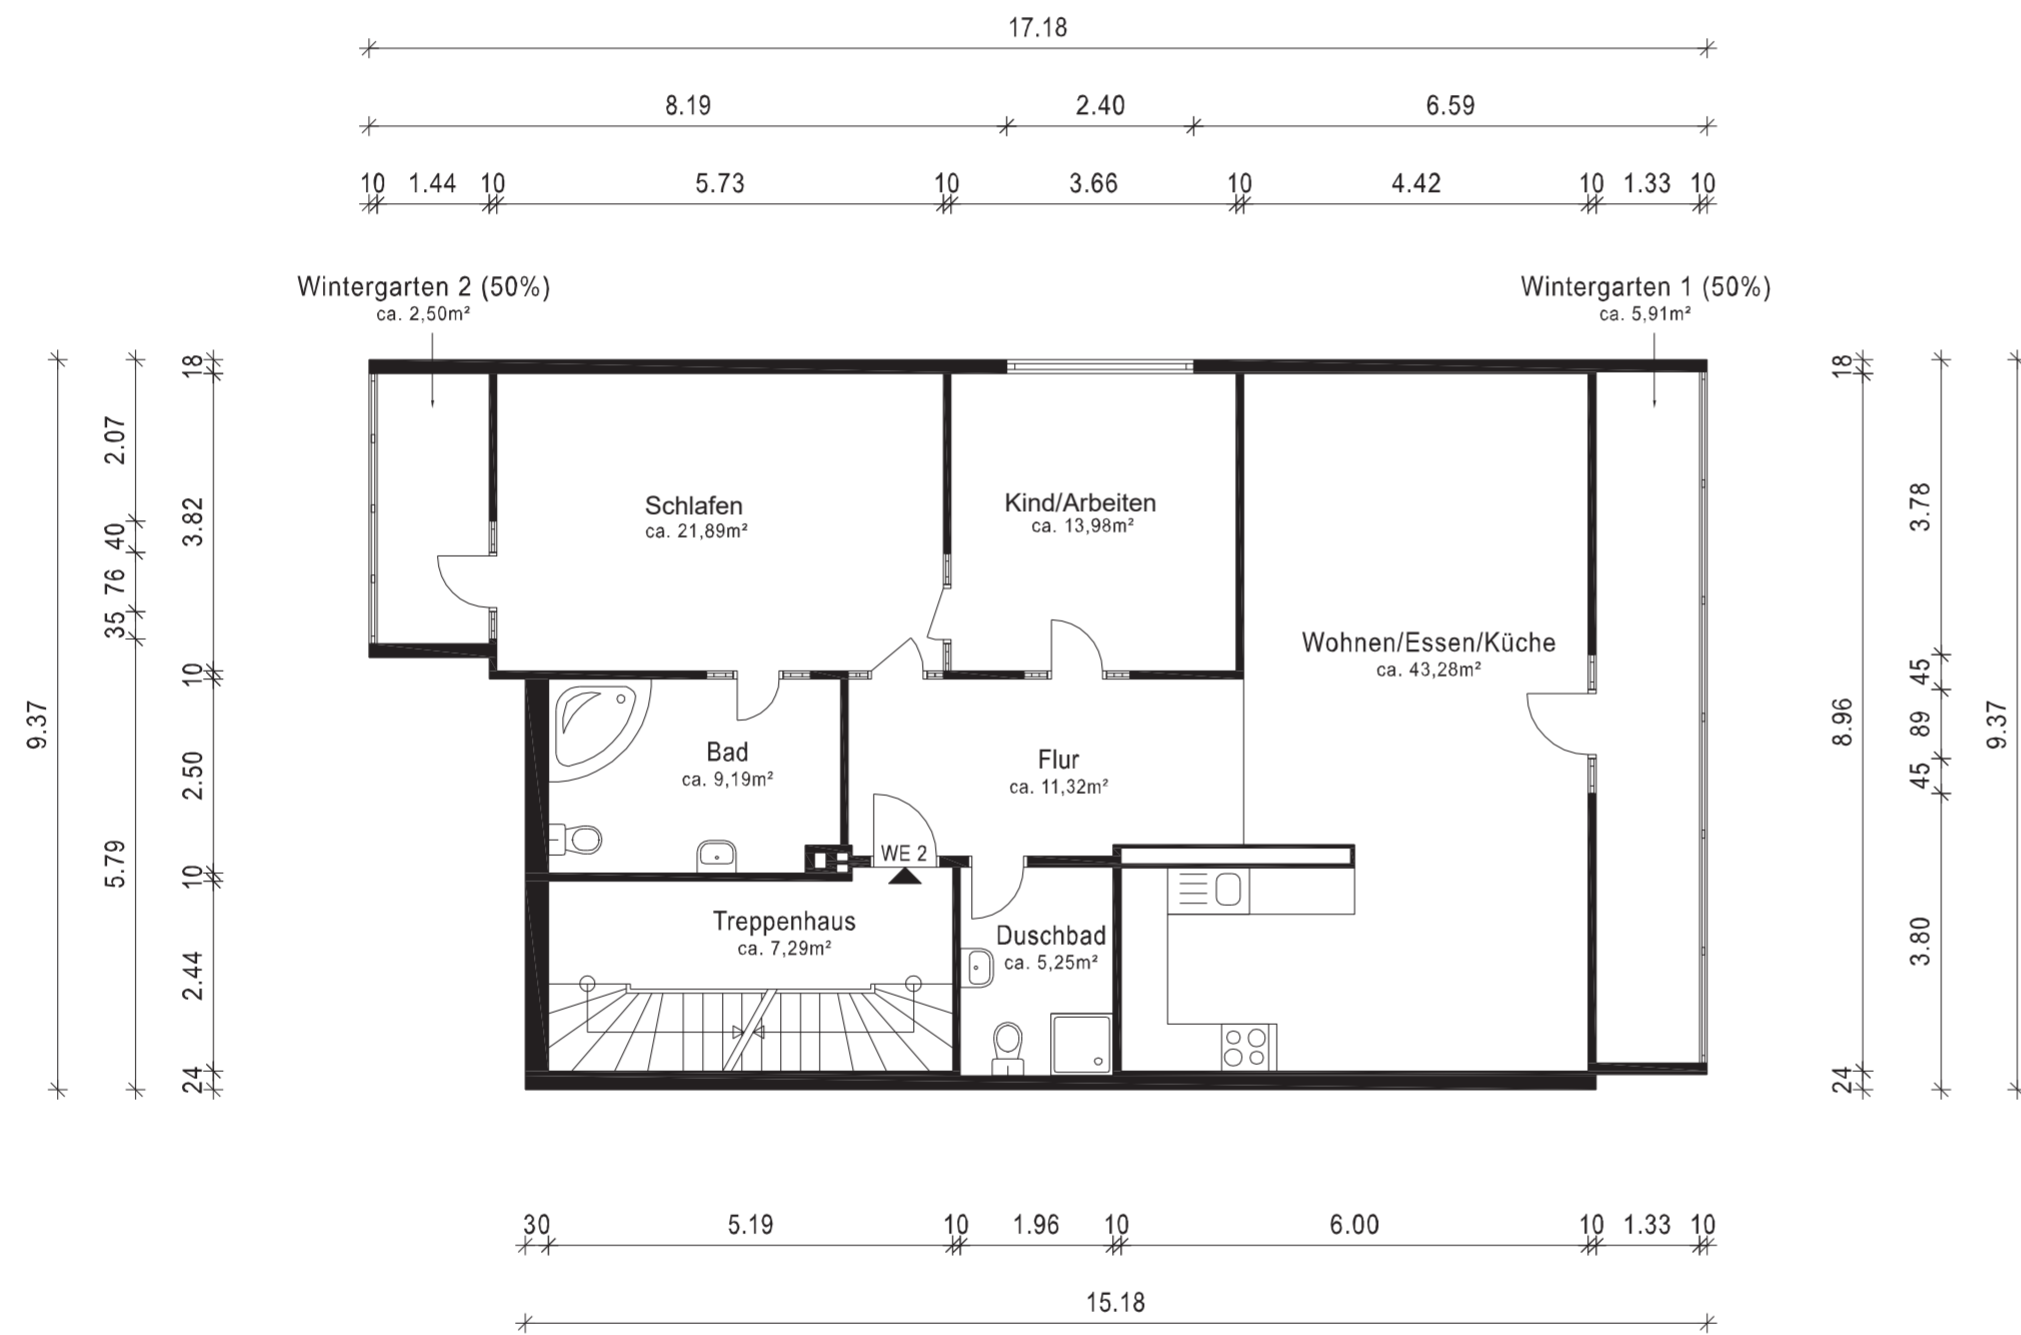 17.18
8.19 2.40 6.59
10 1.44 10 5.73 10 3.66 10 4.42 10 1.33 10
Wintergarten 2 (50%)
ca. 2,50m²
Wintergarten 1 (50%)
ca. 5,91m²
9.37
2.07
40
76
35
5.79
18
3.82
10
2.50
10
2.44
24
Schlafen
ca. 21,89m²
Kind/Arbeiten
ca. 13,98m²
Wohnen/Essen/Küche
ca. 43,28m²
Bad
ca. 9,19m²
Flur
ca. 11,32m²
WE 2
Treppenhaus
ca. 7,29m²
Duschbad
ca. 5,25m²
18
8.96
24
3.78
45
89
45
3.80
9.37
30 5.19 10 1.96 10 6.00 10 1.33 10
15.18